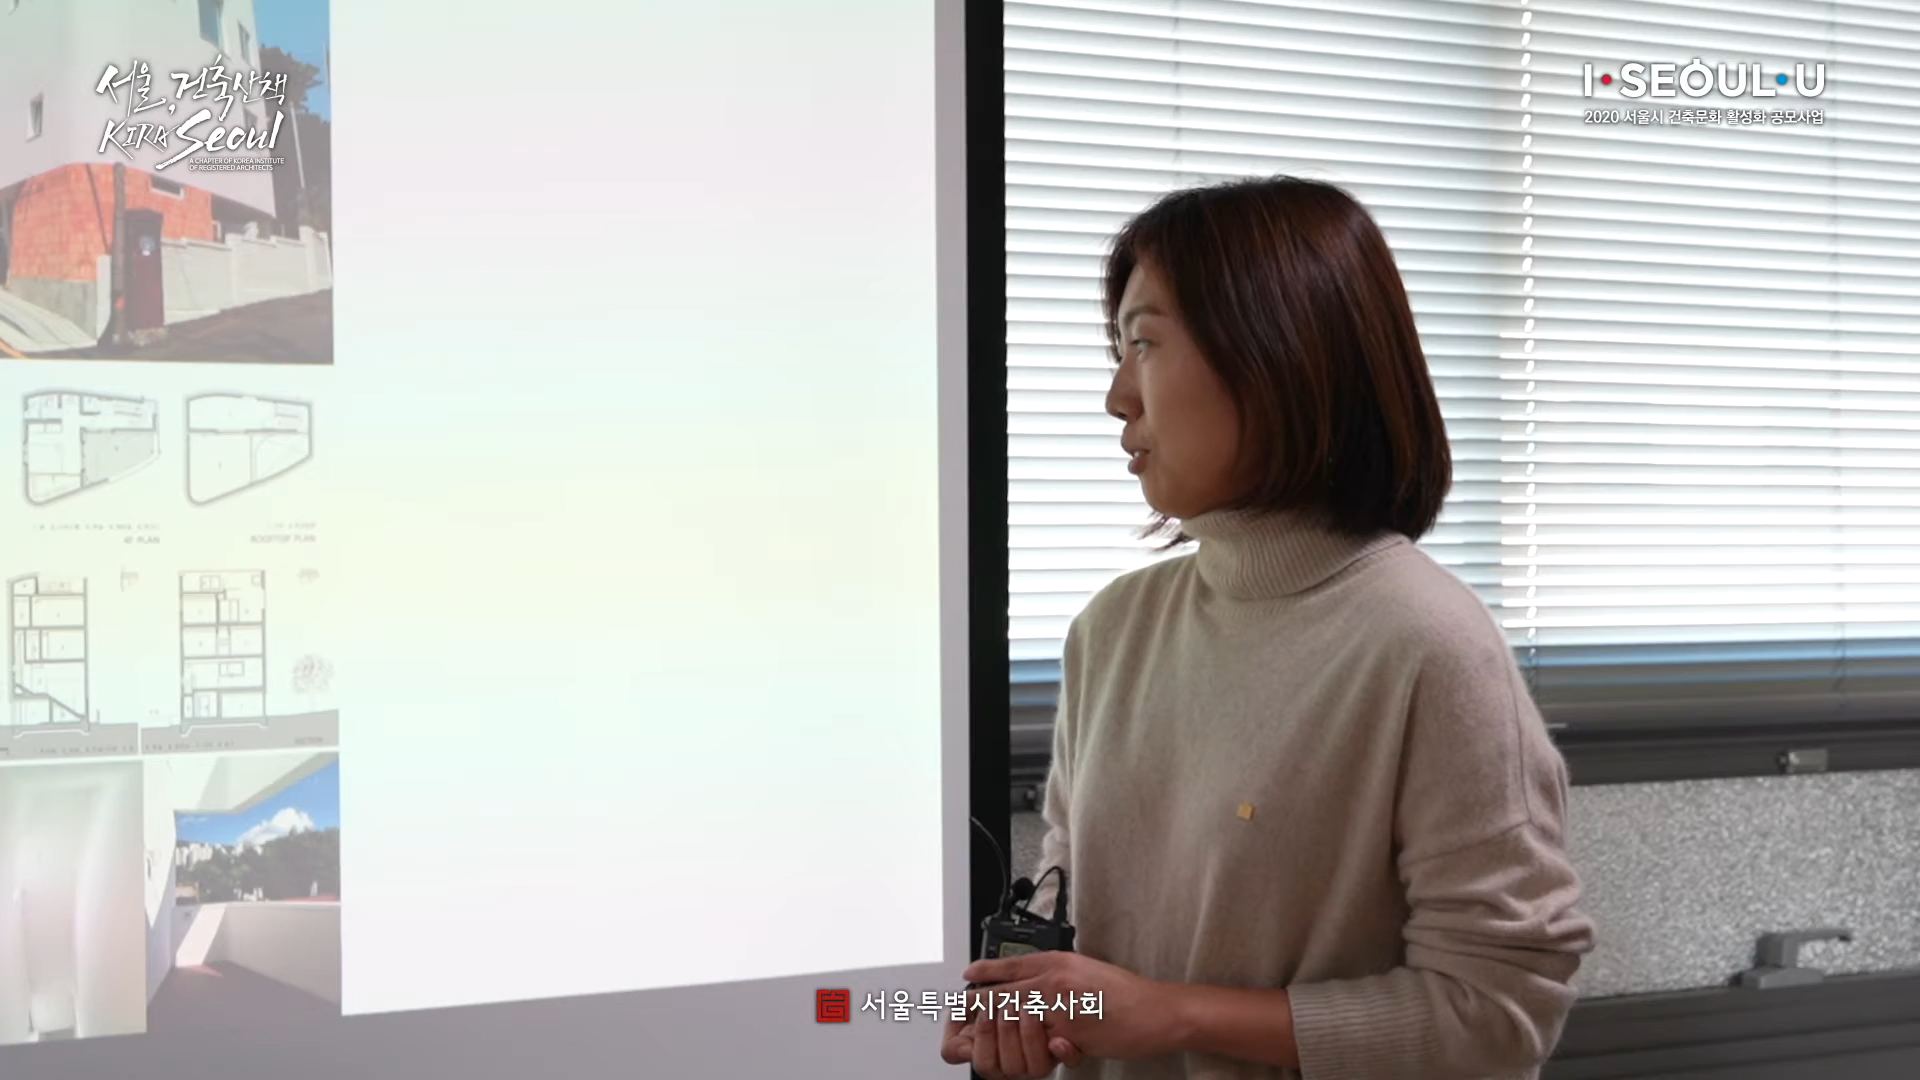 서울, 건축산책
KIRA Seoul
A CHAPTER OF KOREA INSTITUTE
OF REGISTERED ARCHITECTS
I·SEOUL·U
2020 서울시 건축문화 활성화 공모사업
4F PLAN
ROOFTOP PLAN
SECTION
서울특별시건축사회